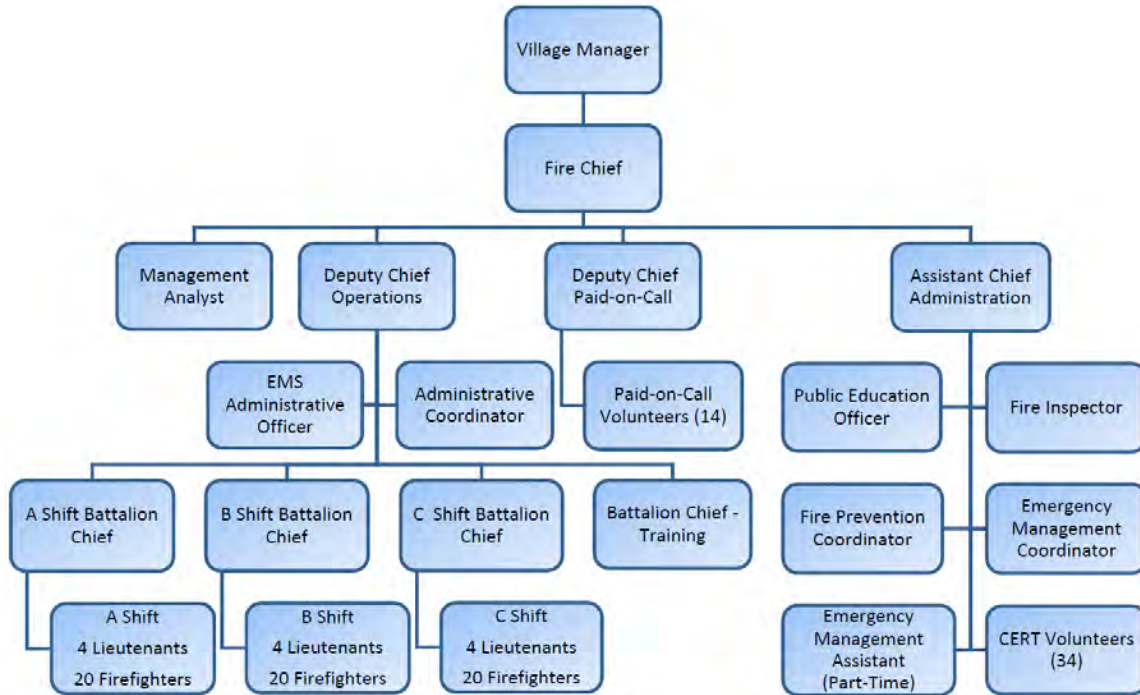 Village Manager
Fire Chief
Management
Analyst
Deputy Chief
Operations
Deputy Chief
Paid-on-Call
Assistant Chief
Administration
EMS
Administrative
Officer
Administrative
Coordinator
Paid-on-Call
Volunteers (14)
Public Education
Officer
Fire Inspector
A Shift Battalion
Chief
B Shift Battalion
Chief
C Shift Battalion
Chief
Battalion Chief -
Training
Fire Prevention
Coordinator
Emergency
Management
Coordinator
A Shift
4 Lieutenants
20 Firefighters
B Shift
4 Lieutenants
20 Firefighters
C Shift
4 Lieutenants
20 Firefighters
Emergency
Management
Assistant
(Part-Time)
CERT Volunteers
(34)